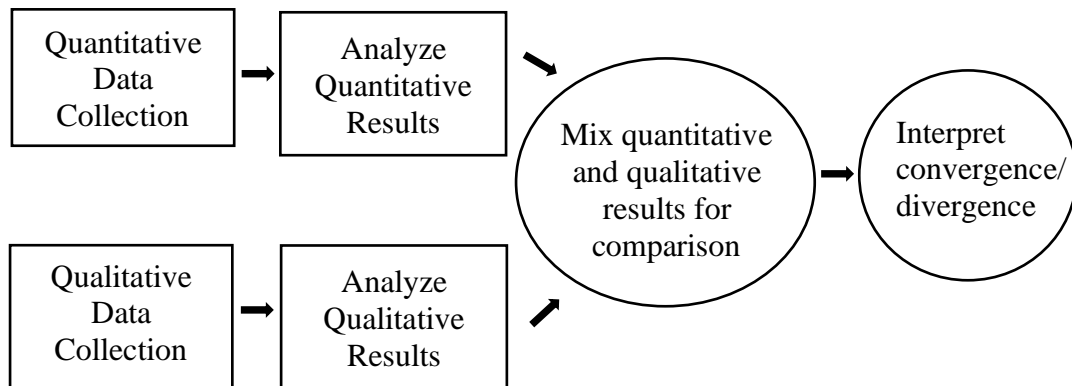 Quantitative
Data
Collection
Analyze
Quantitative
Results
Mix quantitative
and qualitative
results for
comparison
Interpret
convergence/
divergence
Qualitative
Data
Collection
Analyze
Qualitative
Results